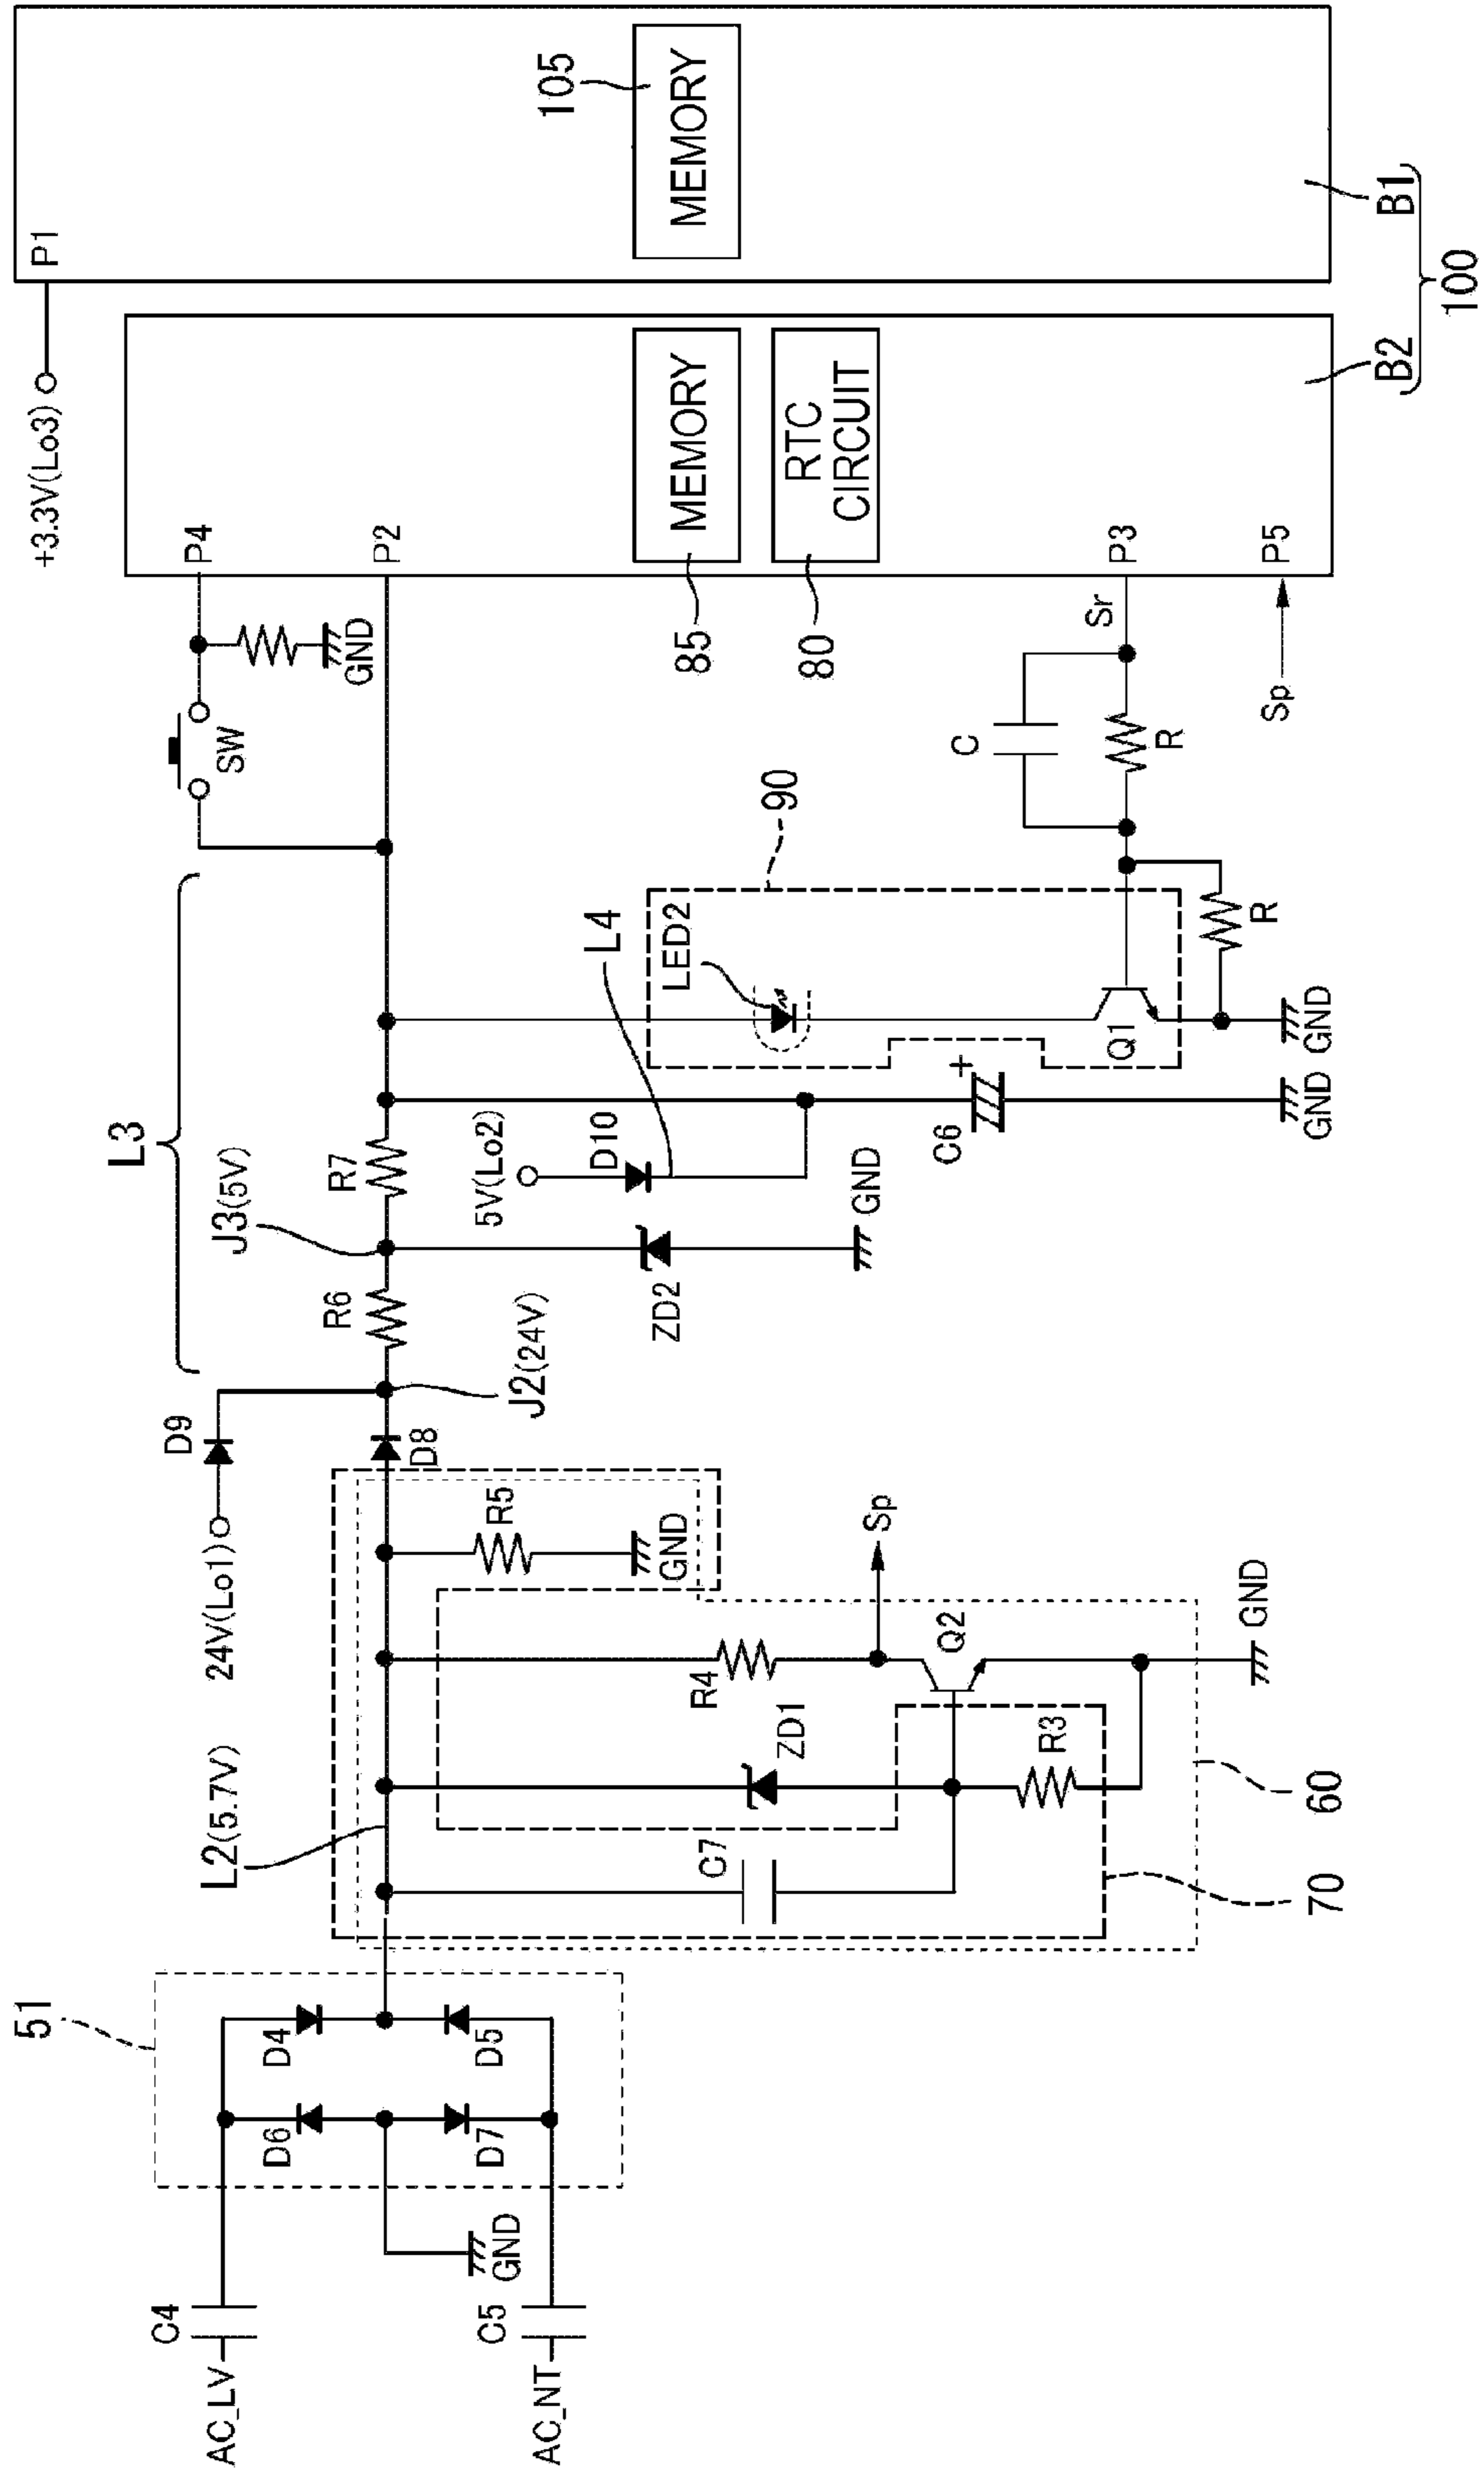 51
AC_LV
C4
D6
D4
D7
D5
GND
AC_NT
C5
L2(5.7V)
C7
ZD1
R3
R4
Q2
Sp
GND
R5
GND
60
70
24V(Lo1)
D9
D8
J2(24V)
L3
R6
J3(5V)
R7
ZD2
GND
5V(Lo2)
D10
L4
C6
+
GND
LED2
90
Q1
GND
R
C
R
Sr
SW
GND
P4
P2
85
MEMORY
80
RTC
CIRCUIT
P3
Sp
P5
+3.3V(Lo3)
P1
105
MEMORY
B2
B1
100